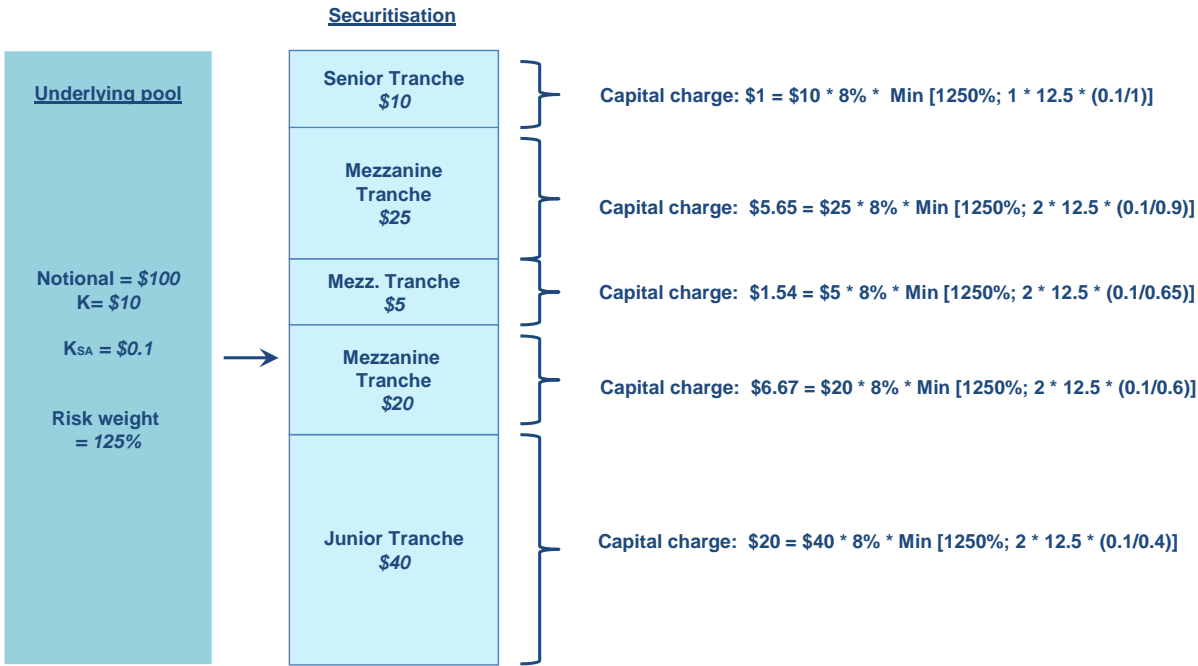 Securitisation
Underlying pool
Notional = $100
K= $10
KSA = $0.1
Risk weight
= 125%
Senior Tranche
$10
Capital charge: $1 = $10 * 8% * Min [1250%; 1 * 12.5 * (0.1/1)]
Mezzanine
Tranche
$25
Capital charge: $5.65 = $25 * 8% * Min [1250%; 2 * 12.5 * (0.1/0.9)]
Mezz. Tranche
$5
Capital charge: $1.54 = $5 * 8% * Min [1250%; 2 * 12.5 * (0.1/0.65)]
Mezzanine
Tranche
$20
Capital charge: $6.67 = $20 * 8% * Min [1250%; 2 * 12.5 * (0.1/0.6)]
Junior Tranche
$40
Capital charge: $20 = $40 * 8% * Min [1250%; 2 * 12.5 * (0.1/0.4)]